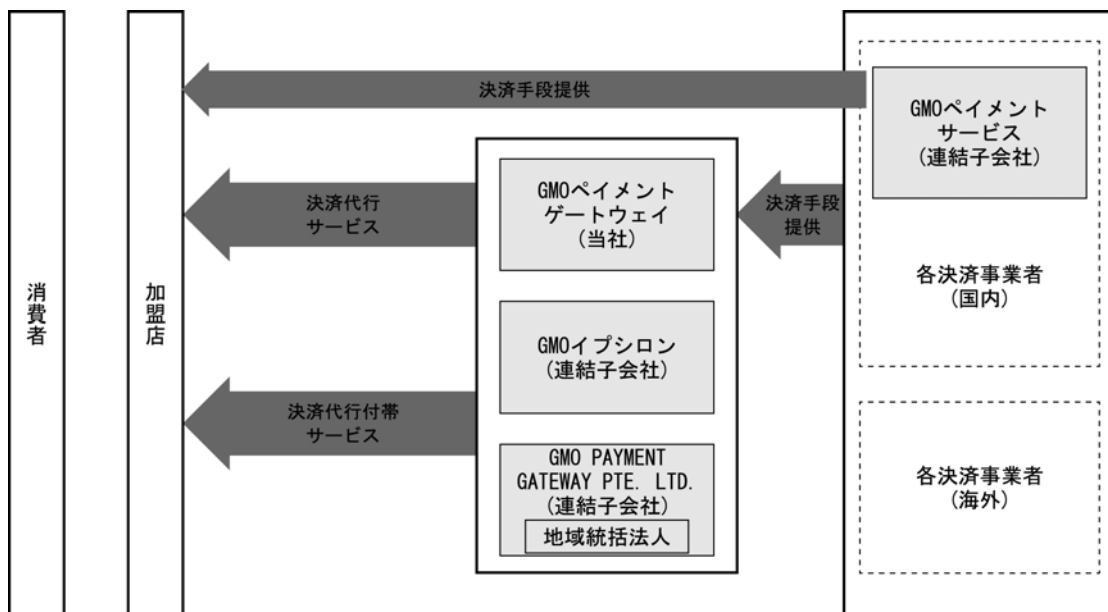 消費者
加盟店
決済手段提供
決済代行
サービス
決済代行付帯
サービス
GMOペイメント
ゲートウェイ
(当社)
GMOイプシロン
(連結子会社)
GMO PAYMENT
GATEWAY PTE. LTD.
(連結子会社)
地域統括法人
決済手段
提供
GMOペイメント
サービス
(連結子会社)
各決済事業者
(国内)
各決済事業者
(海外)